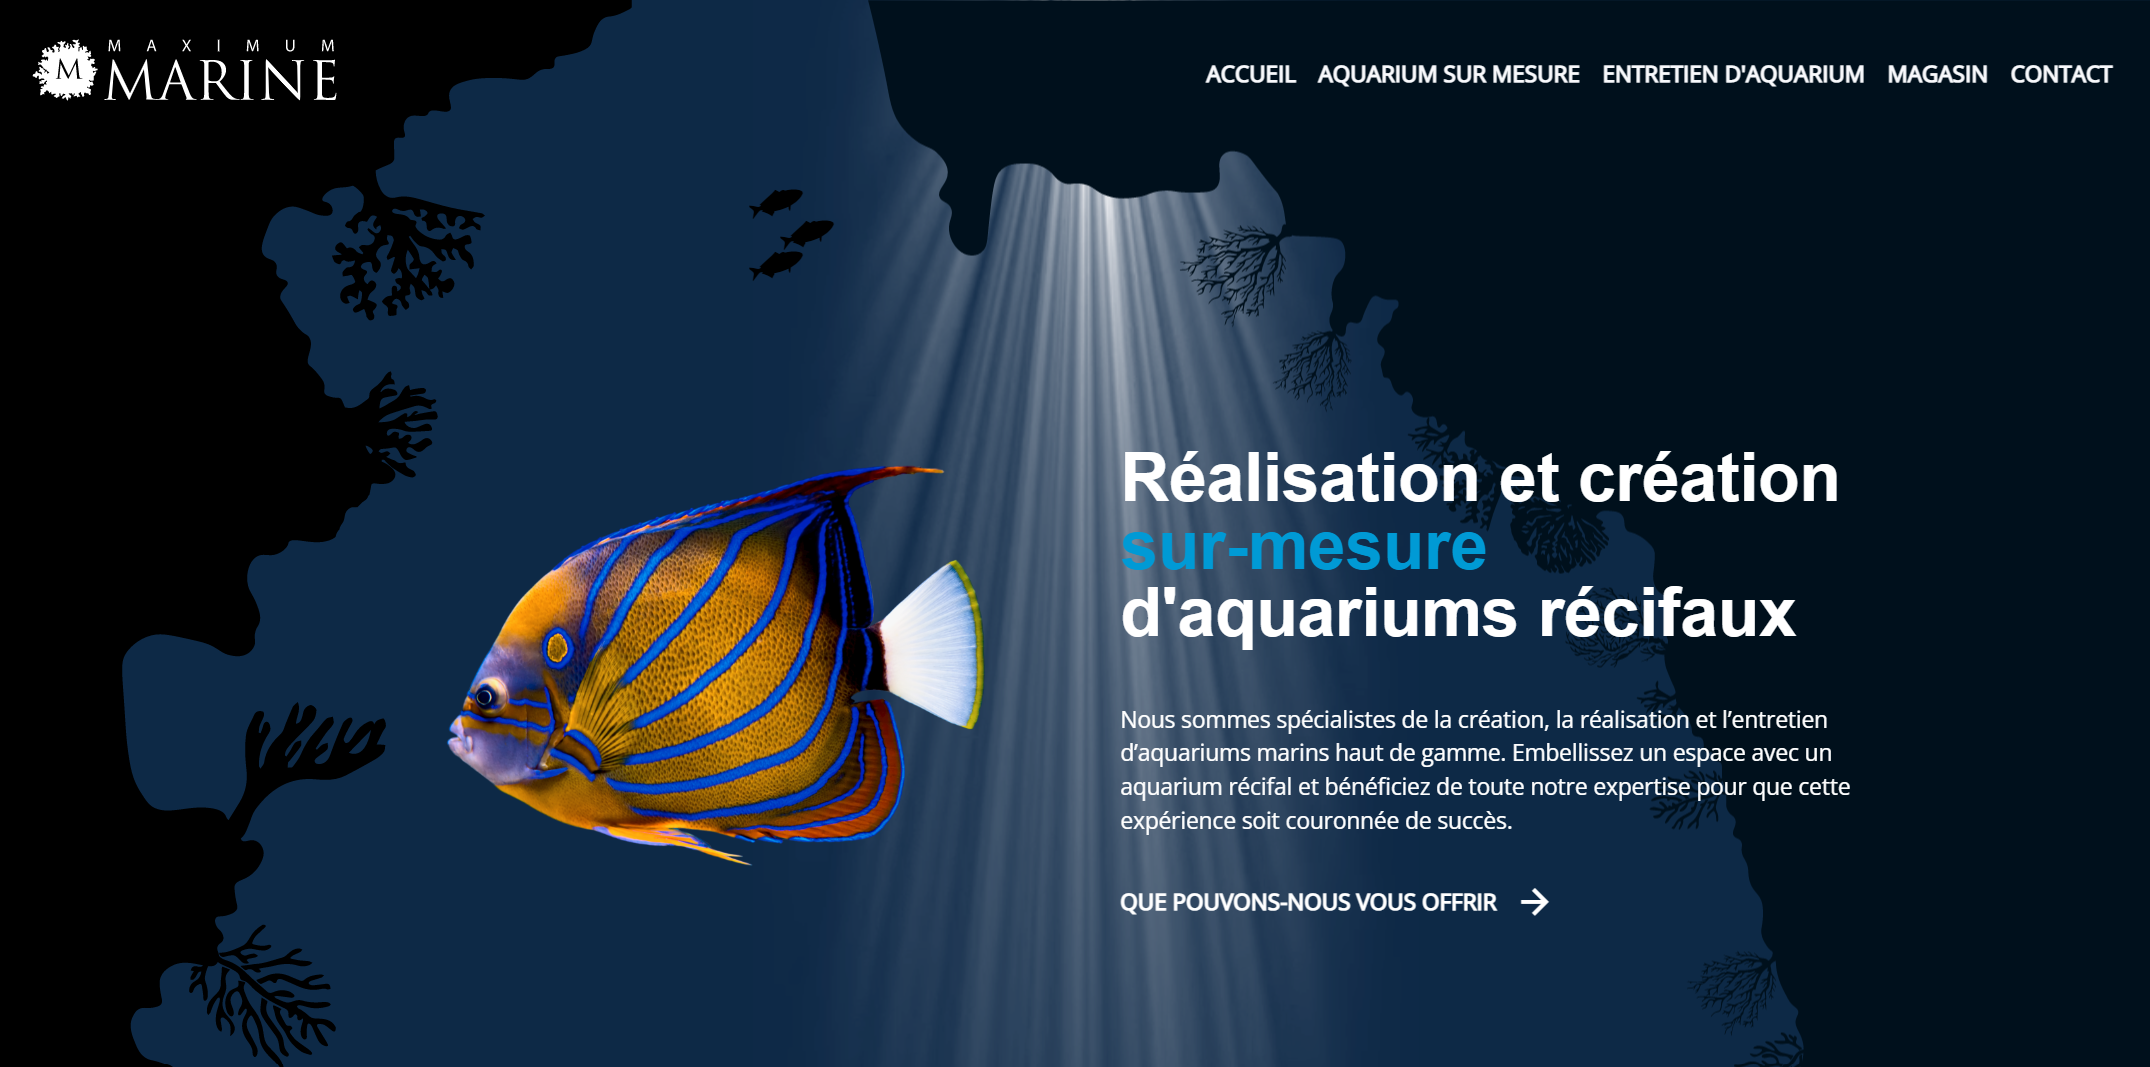 M
MAXIMUM
MARINE
ACCUEIL AQUARIUM SUR MESURE ENTRETIEN D'AQUARIUM MAGASIN CONTACT
Réalisation et création
sur-mesure
d'aquariums récifaux
Nous sommes spécialistes de la création, la réalisation et l’entretien
d’aquariums marins haut de gamme. Embellissez un espace avec un
aquarium récifal et bénéficiez de toute notre expertise pour que cette
expérience soit couronnée de succès.
QUE POUVONS-NOUS VOUS OFFRIR